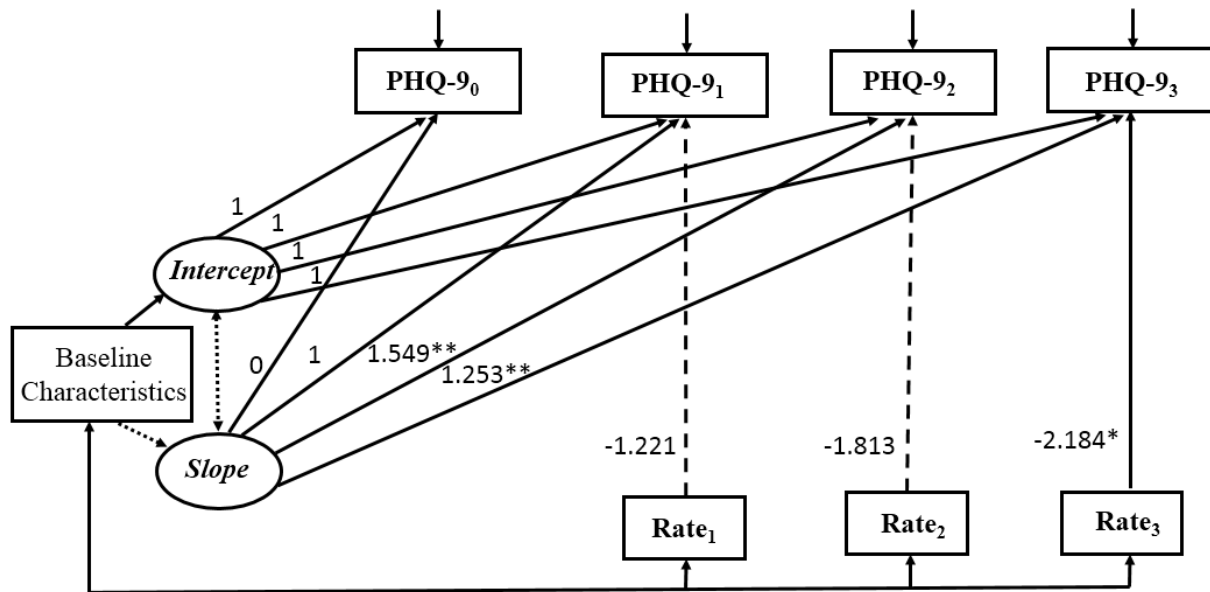 PHQ-9₀ PHQ-9₁ PHQ-9₂ PHQ-9₃
1
1
1
1
Intercept
Baseline
Characteristics
0
1
1.549**
1.253**
Slope
-1.221
-1.813
-2.184*
Rate₁ Rate₂ Rate₃